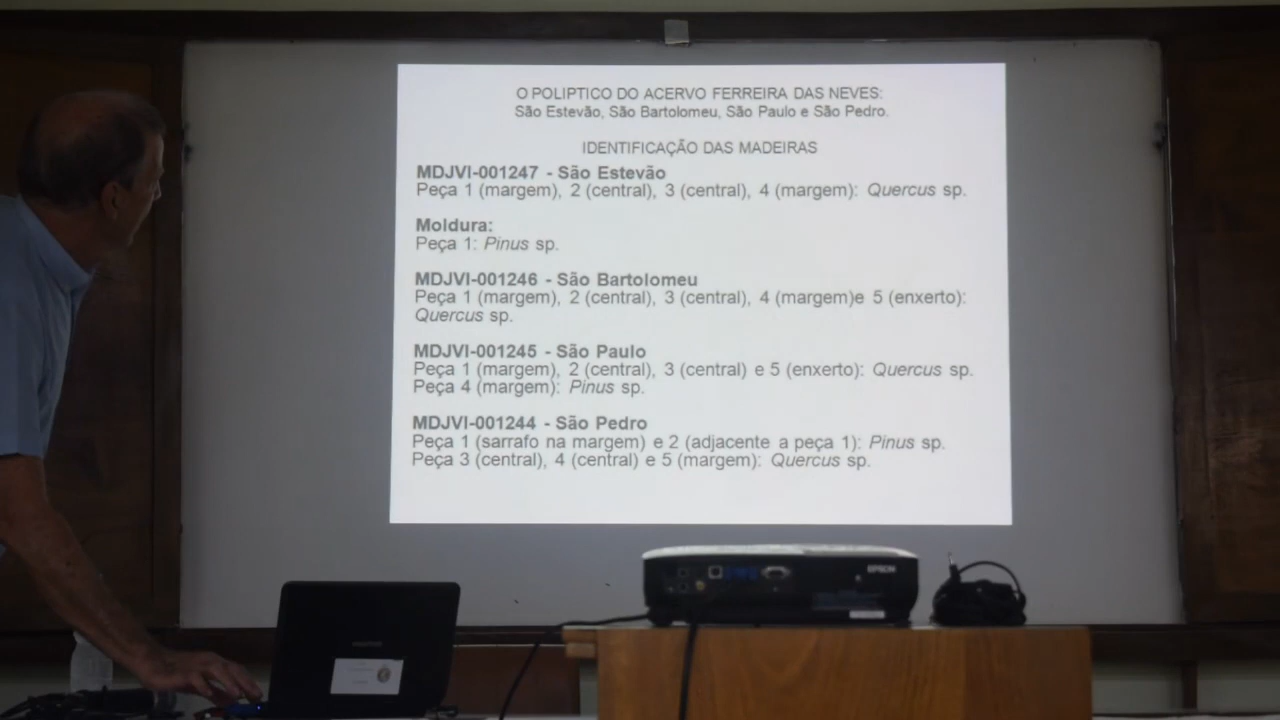 O POLIPTICO DO ACERVO FERREIRA DAS NEVES:
São Estevão, São Bartolomeu, São Paulo e São Pedro.
IDENTIFICAÇÃO DAS MADEIRAS
MDJVI-001247 - São Estevão
Peça 1 (margem), 2 (central), 3 (central), 4 (margem): Quercus sp.
Moldura:
Peça 1: Pinus sp.
MDJVI-001246 - São Bartolomeu
Peça 1 (margem), 2 (central), 3 (central), 4 (margem)e 5 (enxerto):
Quercus sp.
MDJVI-001245 - São Paulo
Peça 1 (margem), 2 (central), 3 (central) e 5 (enxerto): Quercus sp.
Peça 4 (margem): Pinus sp.
MDJVI-001244 - São Pedro
Peça 1 (sarrafo na margem) e 2 (adjacente a peça 1): Pinus sp.
Peça 3 (central), 4 (central) e 5 (margem): Quercus sp.
EPSON